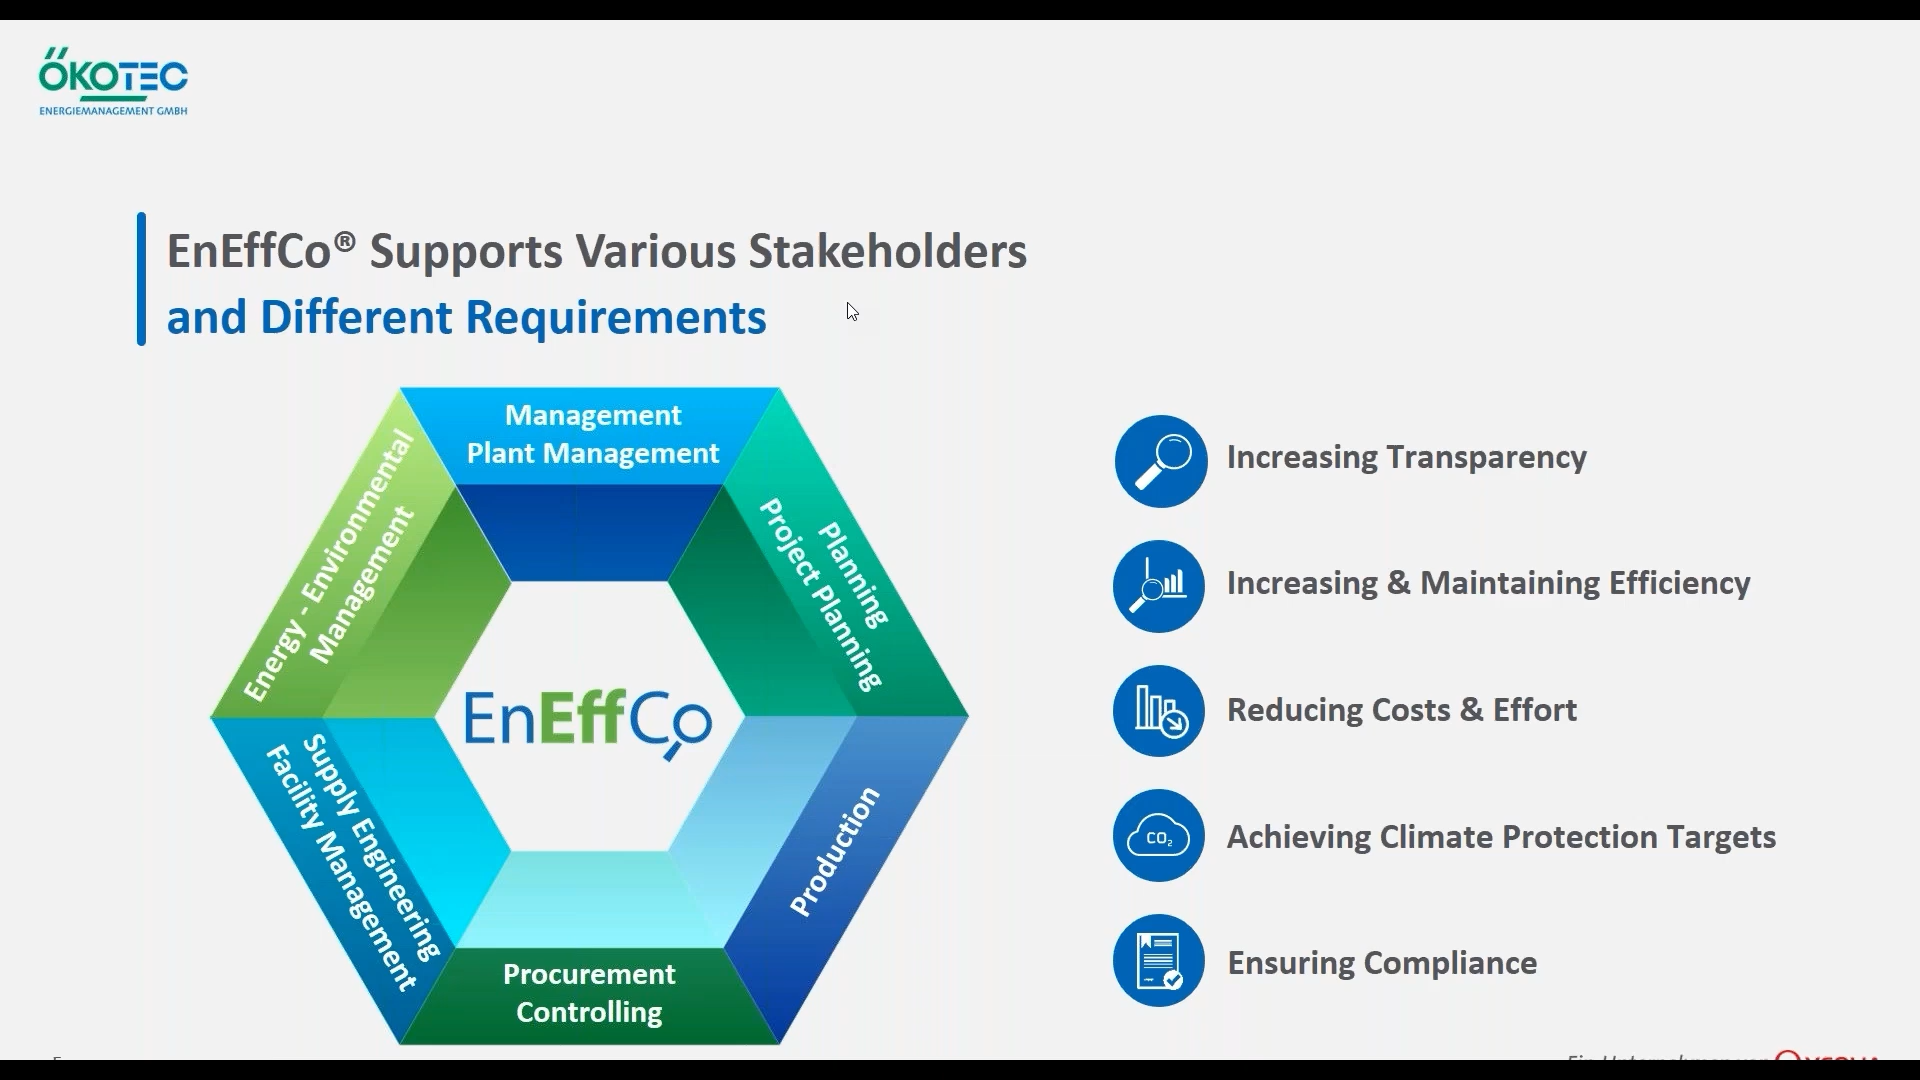 ÖKOTEC
ENERGIEMANAGEMENT GMBH
EnEffCo® Supports Various Stakeholders
and Different Requirements
Management
Plant Management
Planning
Project Planning
Production
Procurement
Controlling
Supply Engineering
Facility Management
Energy - Environmental
Management
EnEffCo
Increasing Transparency
Increasing & Maintaining Efficiency
Reducing Costs & Effort
CO₂
Achieving Climate Protection Targets
Ensuring Compliance